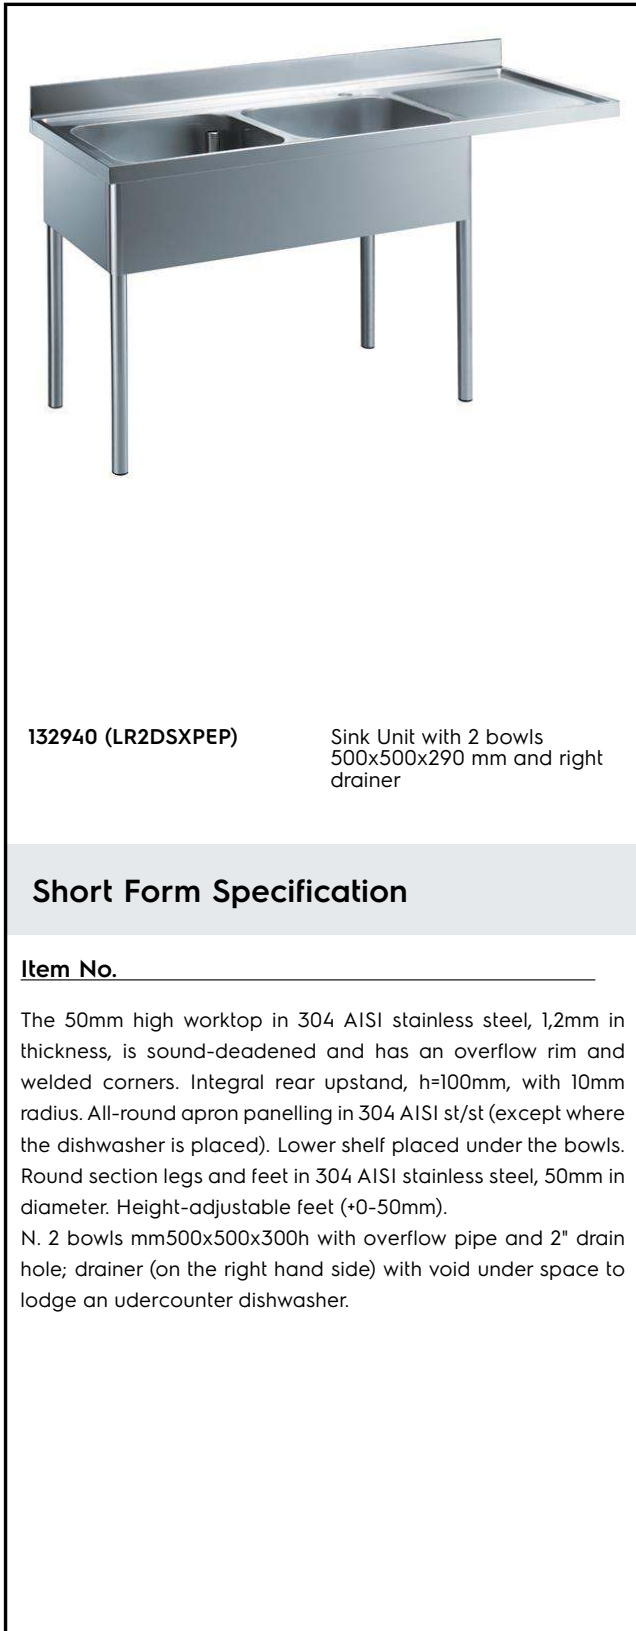 132940 (LR2DSXPEP)
Sink Unit with 2 bowls
500x500x290 mm and right
drainer
Short Form Specification
Item No.
The 50mm high worktop in 304 AISI stainless steel, 1,2mm in
thickness, is sound-deadened and has an overflow rim and
welded corners. Integral rear upstand, h=100mm, with 10mm
radius. All-round apron panelling in 304 AISI st/st (except where
the dishwasher is placed). Lower shelf placed under the bowls.
Round section legs and feet in 304 AISI stainless steel, 50mm in
diameter. Height-adjustable feet (+0-50mm).
N. 2 bowls mm500x500x300h with overflow pipe and 2" drain
hole; drainer (on the right hand side) with void under space to
lodge an udercounter dishwasher.